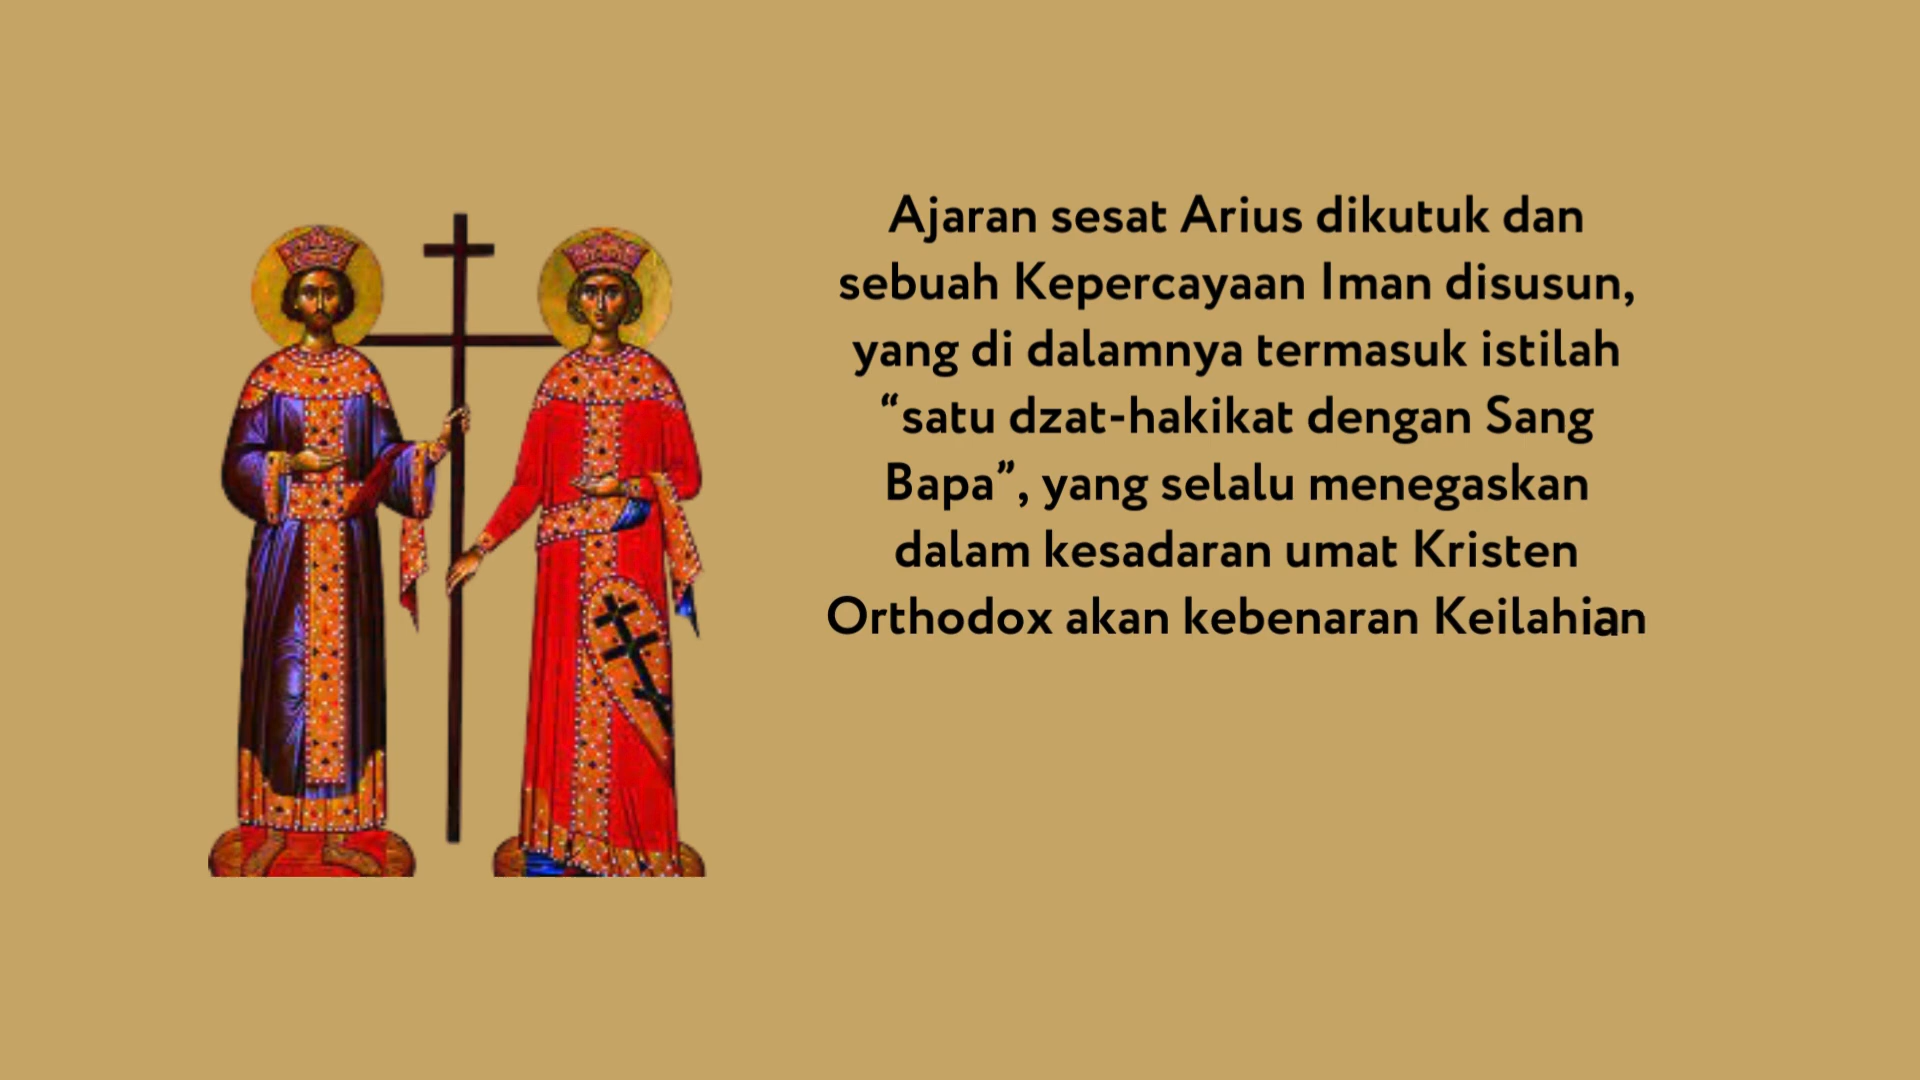 Ajaran sesat Arius dikutuk dan
sebuah Kepercayaan Iman disusun,
yang di dalamnya termasuk istilah
“satu dzat-hakikat dengan Sang
Bapa”, yang selalu menegaskan
dalam kesadaran umat Kristen
Orthodox akan kebenaran Keilahian